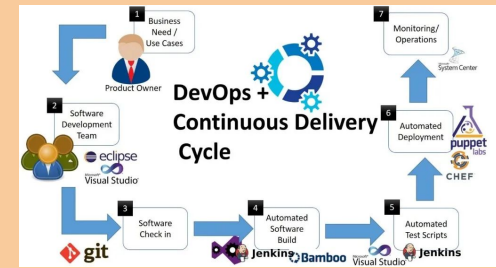 1
Business
Need /
Use Cases
Product Owner
2
Software
Development
Team
eclipse
Visual Studio
DevOps +
Continuous Delivery
Cycle
3
Software
Check in
git
4
Automated
Software
Build
Jenkins
Bamboo
5
Automated
Test Scripts
Visual Studio
Jenkins
6
Automated
Deployment
puppet
labs
CHEF
7
Monitoring/
Operations
System Center